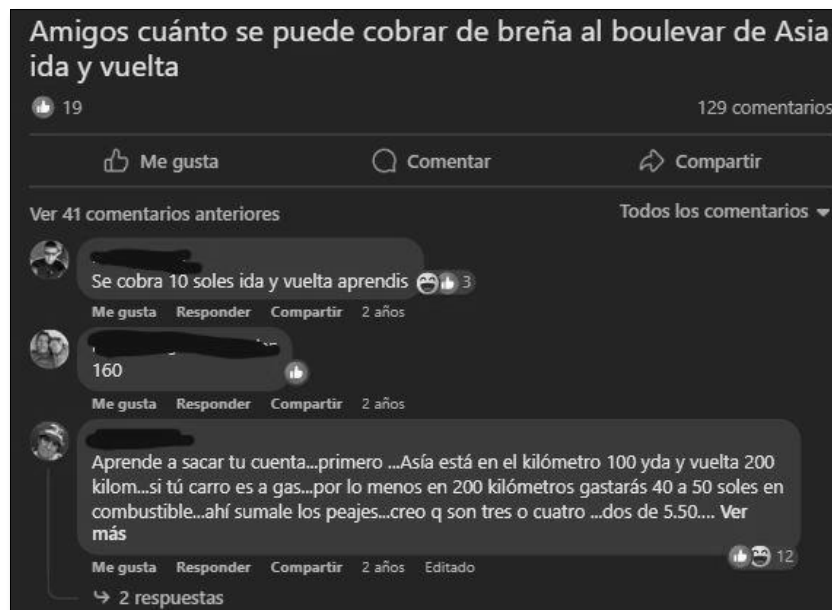 Amigos cuánto se puede cobrar de breña al boulevar de Asia
ida y vuelta
19
129 comentarios
Me gusta
Comentar
Compartir
Ver 41 comentarios anteriores
Todos los comentarios
Se cobra 10 soles ida y vuelta aprendis
3
Me gusta Responder Compartir 2 años
160
Me gusta Responder Compartir 2 años
Aprende a sacar tu cuenta...primero ...Asía está en el kilómetro 100 yda y vuelta 200
kilom...si tú carro es a gas...por lo menos en 200 kilómetros gastarás 40 a 50 soles en
combustible...ahí sumale los peajes...creo q son tres o cuatro ...dos de 5.50.... Ver
más
12
Me gusta Responder Compartir 2 años Editado
2 respuestas